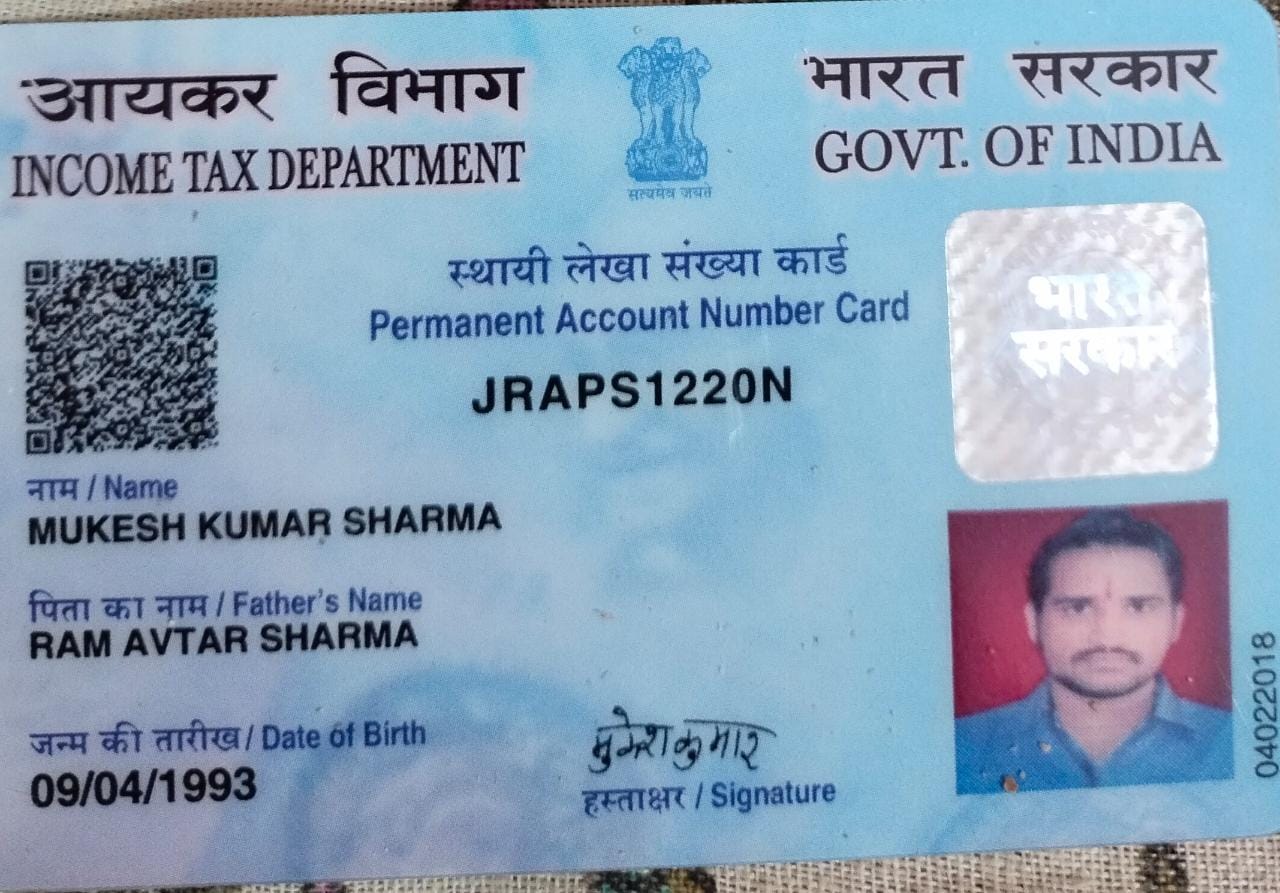 आयकर विभाग
INCOME TAX DEPARTMENT
सत्यमेव जयते
भारत सरकार
GOVT. OF INDIA
स्थायी लेखा संख्या कार्ड
Permanent Account Number Card
JRAPS1220N
भारत
सरकार
नाम / Name
MUKESH KUMAR SHARMA
पिता का नाम / Father's Name
RAM AVTAR SHARMA
जन्म की तारीख / Date of Birth
09/04/1993
मुकेश कुमार
हस्ताक्षर / Signature
04022018